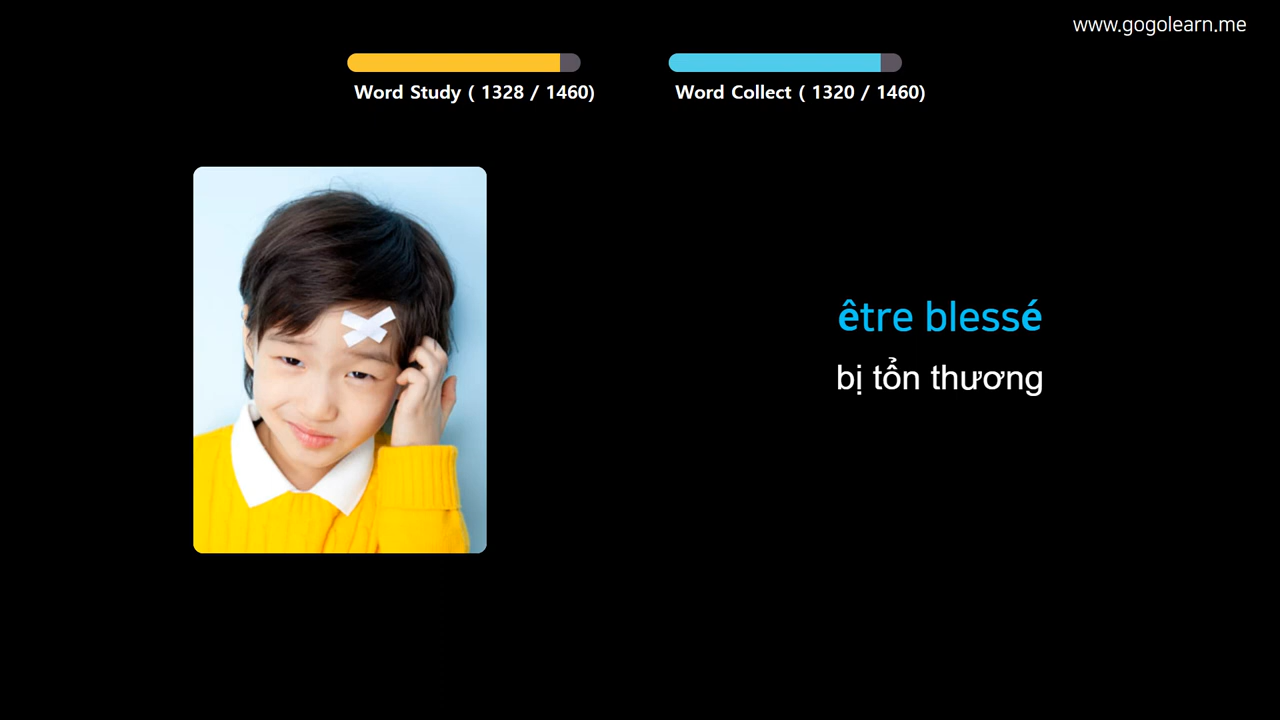 www.gogolearn.me
Word Study ( 1328 / 1460)
Word Collect ( 1320 / 1460)
être blessé
bị tổn thương